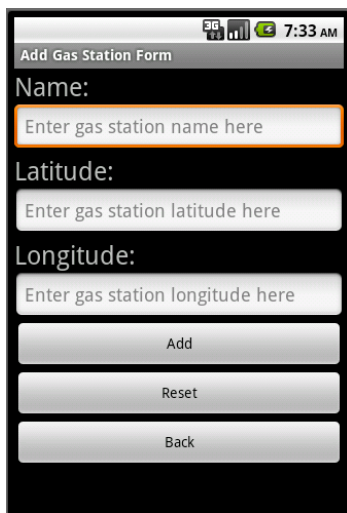 3G 7:33 AM
Add Gas Station Form
Name:
Enter gas station name here
Latitude:
Enter gas station latitude here
Longitude:
Enter gas station longitude here
Add
Reset
Back